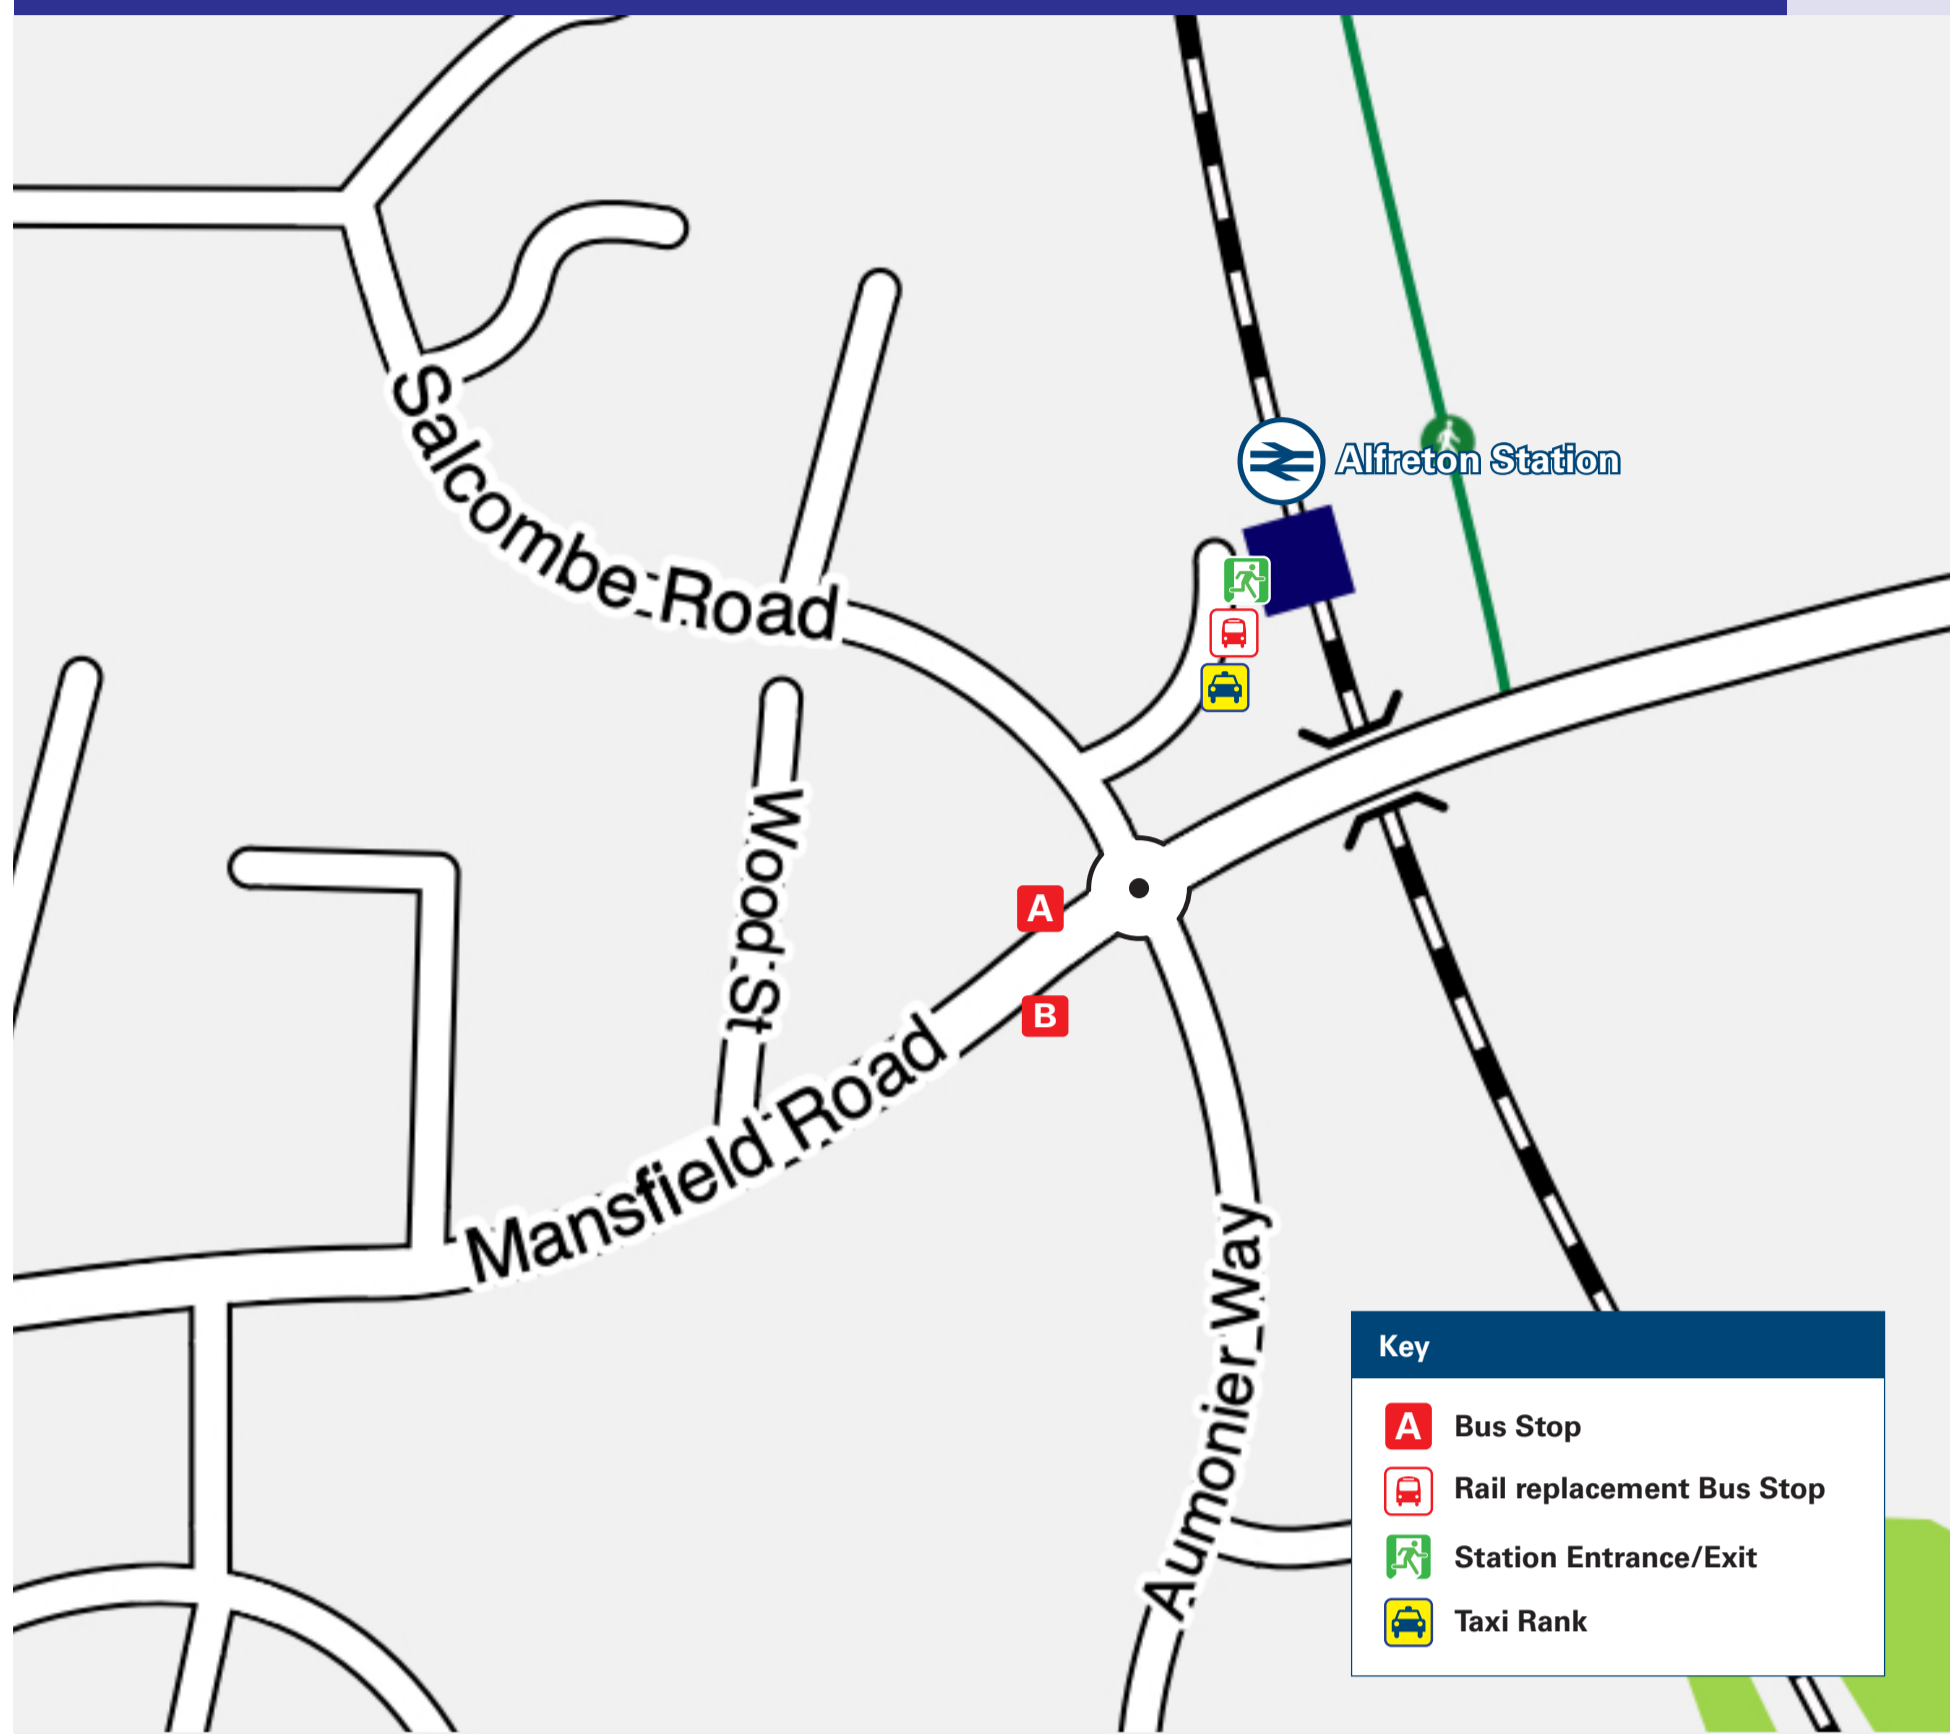 Salcombe Road
Alfreton Station
Wood St
A
B
Mansfield Road
Aumonier Way
Key
A Bus Stop
Rail replacement Bus Stop
Station Entrance/Exit
Taxi Rank